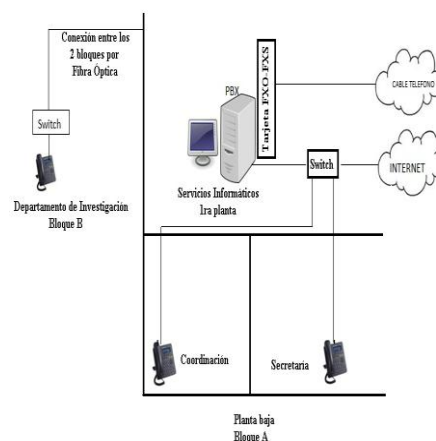 Conexión entre los
2 bloques por
Fibra Óptica
Switch
Departamento de Investigación
Bloque B
PBX
Tarjeta FXO-FXS
CABLE TELEFONO
Switch
INTERNET
Servicios Informáticos
1ra planta
Coordinación
Secretaria
Planta baja
Bloque A